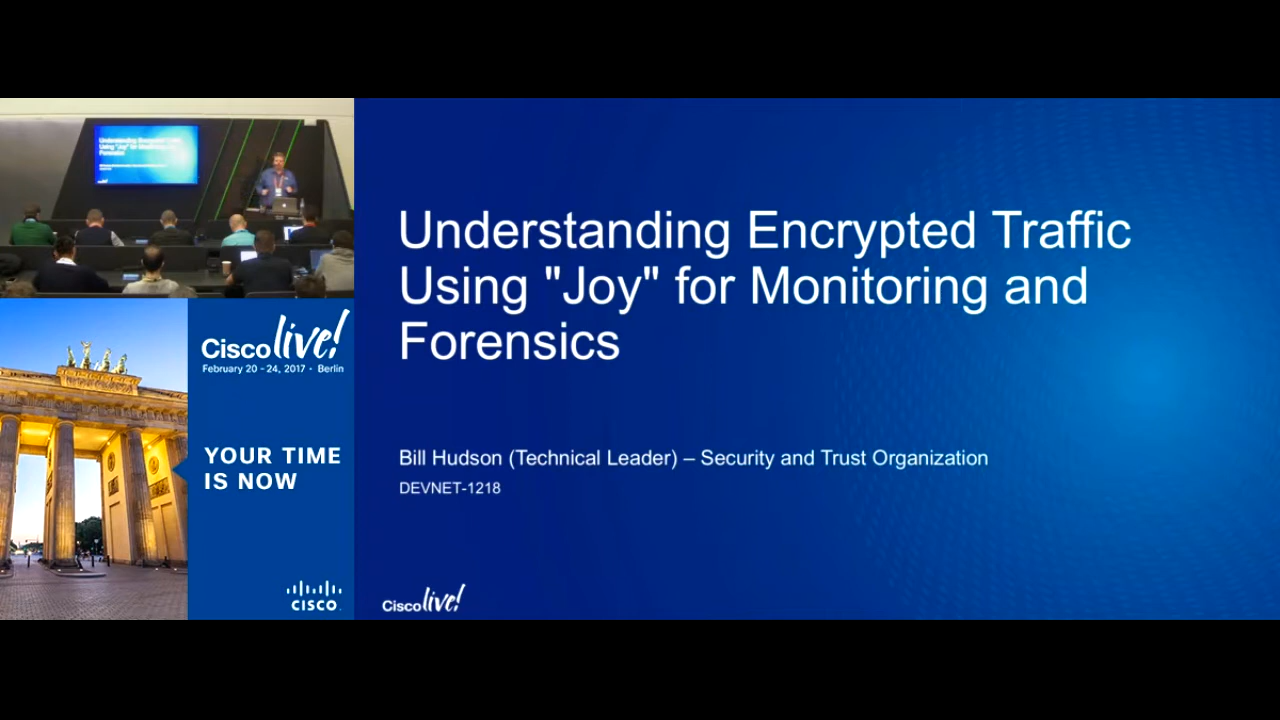 Understanding Encrypted Traffic
Using "Joy" for Monitoring and
Forensics
Bill Hudson (Technical Leader) – Security and Trust Organization
DEVNET-1218
Cisco live!
Cisco live!
February 20 - 24, 2017 • Berlin
YOUR TIME
IS NOW
CISCO